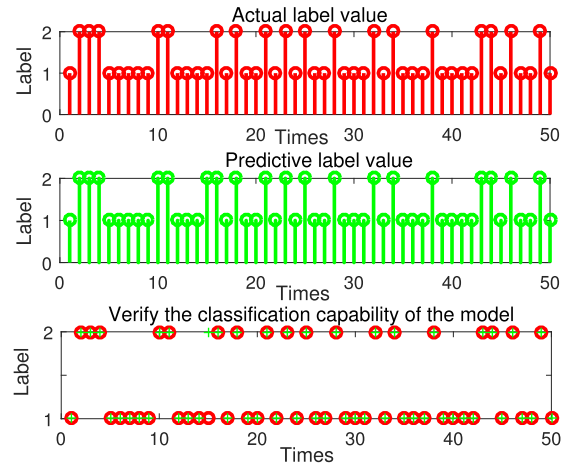 Actual label value
2
1
0
Label
0 10 20 30 40 50
Times
Predictive label value
2
1
0
Label
0 10 20 30 40 50
Times
Verify the classification capability of the model
2
1
Label
0 10 20 30 40 50
Times